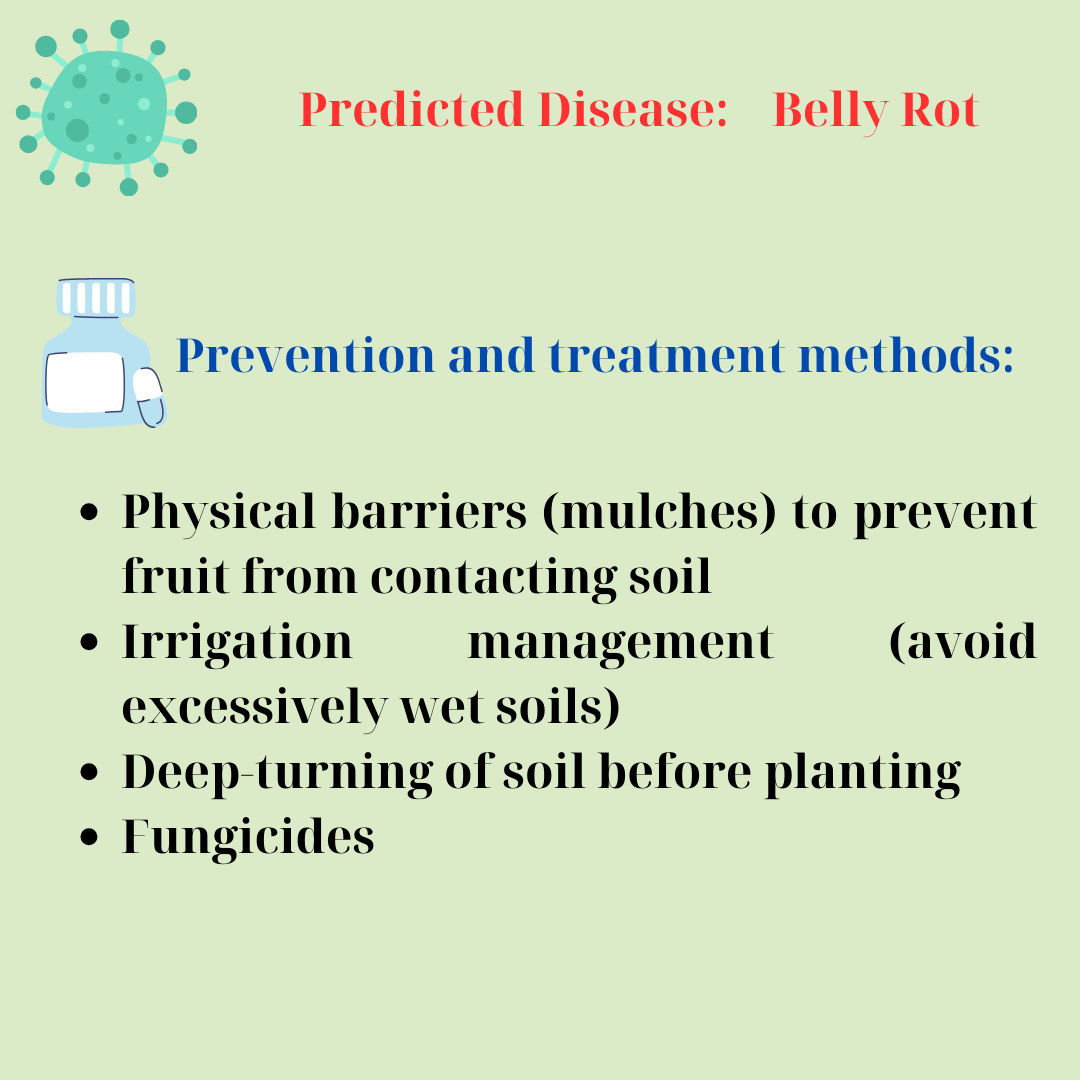 Predicted Disease: Belly Rot
Prevention and treatment methods:
• Physical barriers (mulches) to prevent
fruit from contacting soil
• Irrigation management (avoid
excessively wet soils)
• Deep-turning of soil before planting
• Fungicides